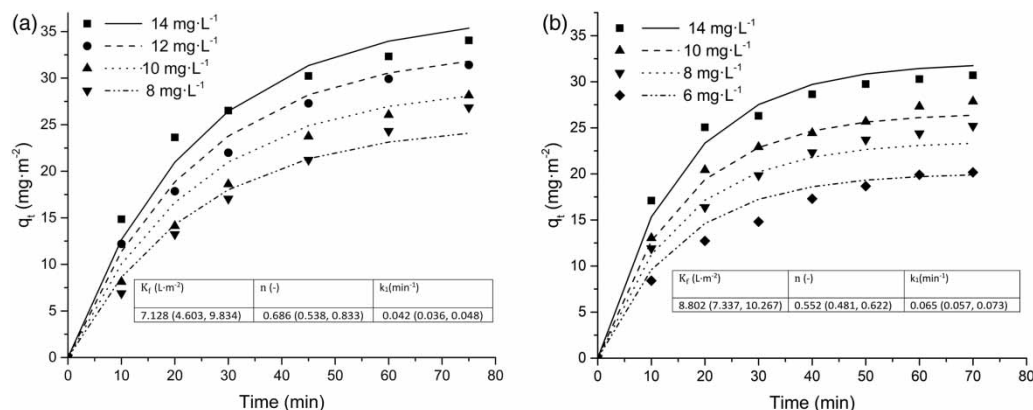 (a)
14 mg·L⁻¹
12 mg·L⁻¹
10 mg·L⁻¹
8 mg·L⁻¹
qₜ (mg·m⁻²)
35
30
25
20
15
10
5
0
K_f (L·m⁻²) n (-) k₁(min⁻¹)
7.128 (4.603, 9.834) 0.686 (0.538, 0.833) 0.042 (0.036, 0.048)
0 10 20 30 40 50 60 70 80
Time (min)
(b)
14 mg·L⁻¹
10 mg·L⁻¹
8 mg·L⁻¹
6 mg·L⁻¹
qₜ (mg·m⁻²)
35
30
25
20
15
10
5
0
K_f (L·m⁻²) n (-) k₁(min⁻¹)
8.802 (7.337, 10.267) 0.552 (0.481, 0.622) 0.065 (0.057, 0.073)
0 10 20 30 40 50 60 70 80
Time (min)